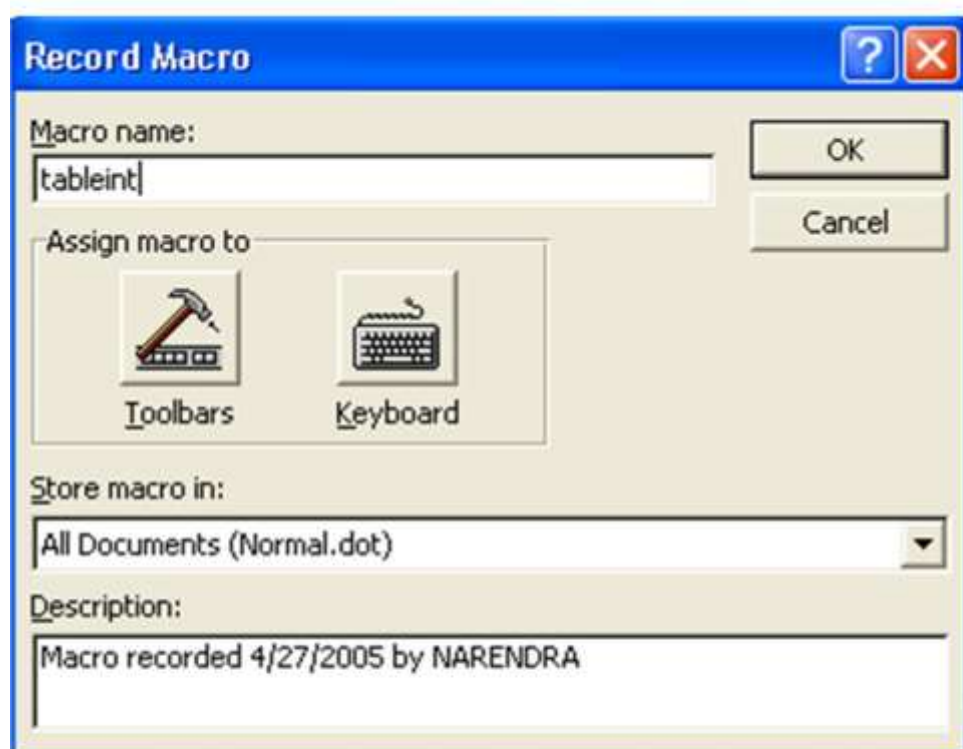 Record Macro
?
Macro name:
OK
tableint
Cancel
Assign macro to
Toolbars Keyboard
Store macro in:
All Documents (Normal.dot)
Description:
Macro recorded 4/27/2005 by NARENDRA